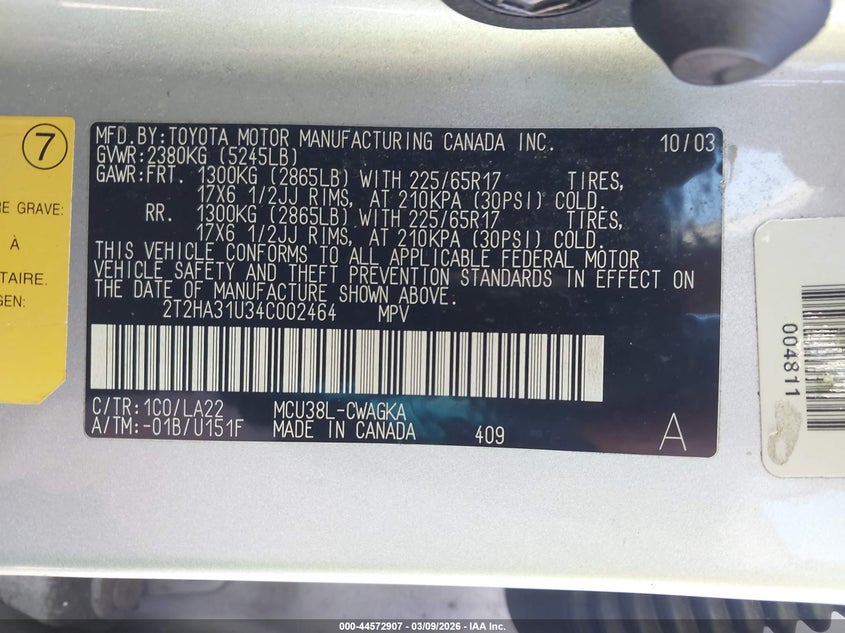 7
RE GRAVE:
À
TAIRE.
GEN:
MFD.BY:TOYOTA MOTOR MANUFACTURING CANADA INC. 10/03
GVWR:2380KG (5245LB)
GAWR:FRT. 1300KG (2865LB) WITH 225/65R17 TIRES,
17X6 1/2JJ RIMS, AT 210KPA (30PSI) COLD.
RR. 1300KG (2865LB) WITH 225/65R17 TIRES,
17X6 1/2JJ RIMS, AT 210KPA (30PSI) COLD.
THIS VEHICLE CONFORMS TO ALL APPLICABLE FEDERAL MOTOR
VEHICLE SAFETY AND THEFT PREVENTION STANDARDS IN EFFECT ON
THE DATE OF MANUFACTURE SHOWN ABOVE.
2T2HA31U34C002464 MPV
C/TR:1C0/LA22 MCU38L-CWAGKA
A/TM:-01B/U151F MADE IN CANADA 409 A
004811
000-44572907 - 03/09/2026 - IAA Inc.